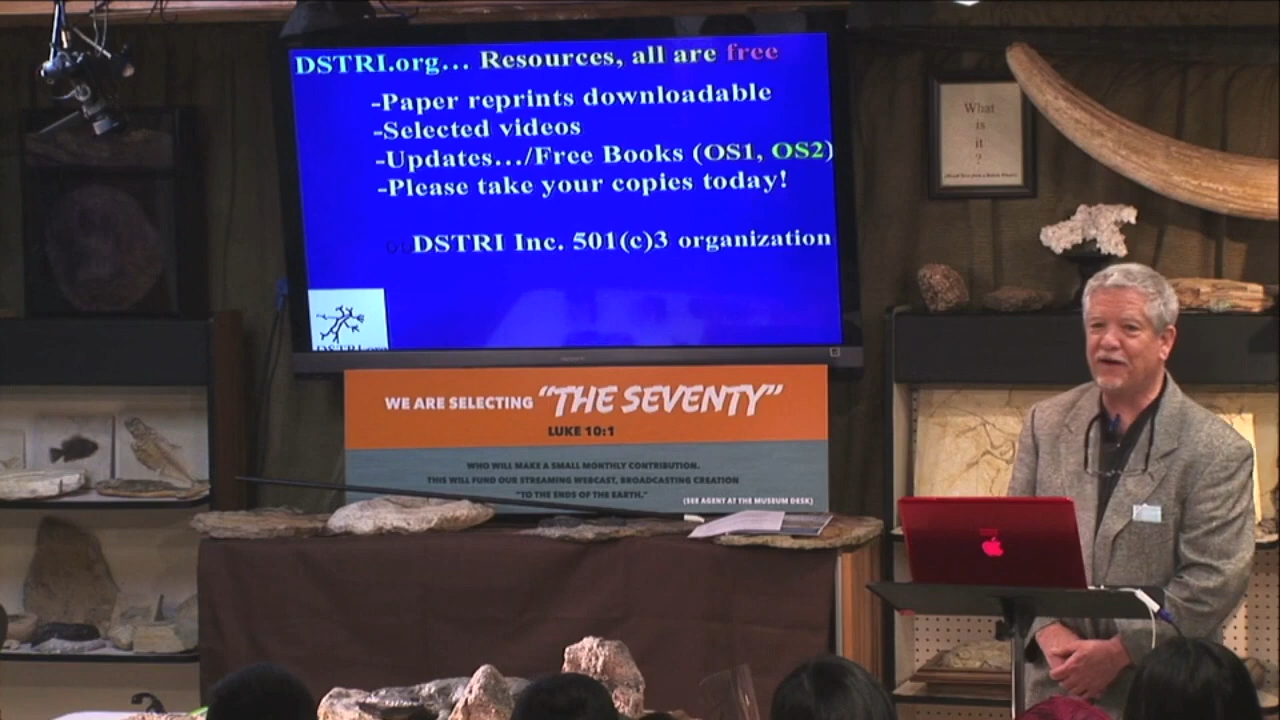 DSTRI.org... Resources, all are free
-Paper reprints downloadable
-Selected videos
-Updates.../Free Books (OS1, OS2)
-Please take your copies today!
DSTRI Inc. 501(c)3 organization
DSTRI.org
WE ARE SELECTING "THE SEVENTY"
LUKE 10:1
WHO WILL MAKE A SMALL MONTHLY CONTRIBUTION.
THIS WILL FUND OUR STREAMING WEBCAST, BROADCASTING CREATION
"TO THE ENDS OF THE EARTH."
(SEE AGENT AT THE MUSEUM DESK)
What
is
it
?